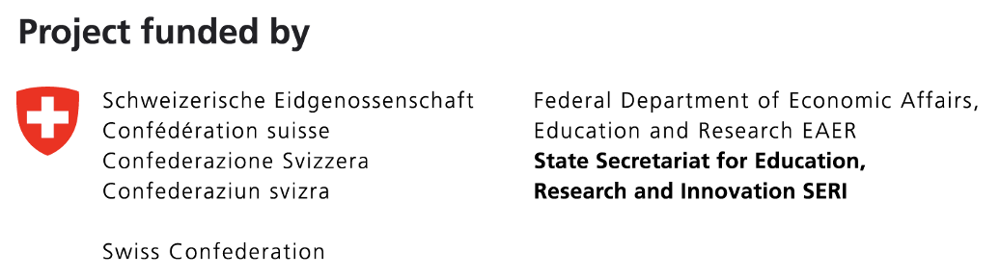 Project funded by
Schweizerische Eidgenossenschaft
Confédération suisse
Confederazione Svizzera
Confederaziun svizra
Swiss Confederation
Federal Department of Economic Affairs,
Education and Research EAER
State Secretariat for Education,
Research and Innovation SERI